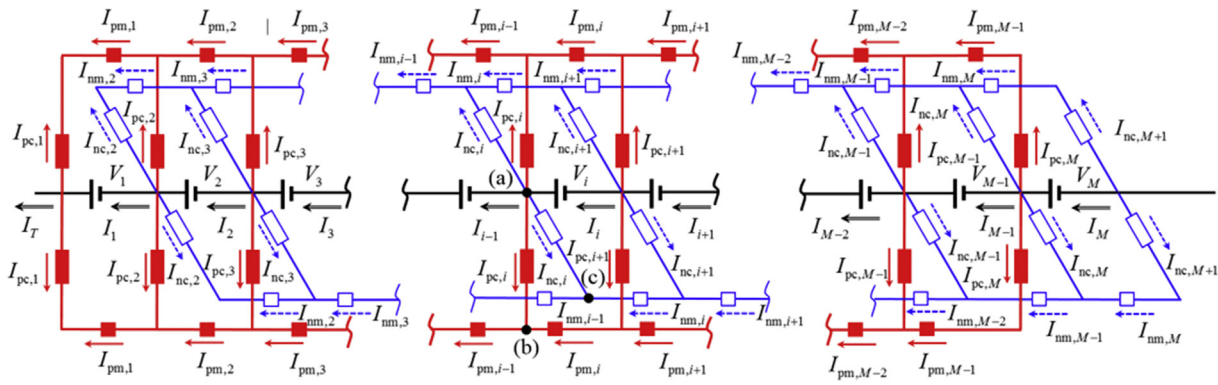 I_pm,1 I_pm,2 I_pm,3 I_pm,i−1 I_pm,i I_pm,i+1 I_pm,M−2 I_pm,M−1
I_nm,2 I_nm,3 I_nm,i−1 I_nm,i I_nm,i+1 I_nm,M−2 I_nm,M−1 I_nm,M
I_pc,1 I_nc,2 I_pc,2 I_nc,3 I_pc,3 I_nc,i I_pc,i I_nc,i+1 I_pc,i+1 I_nc,M−1 I_pc,M−1 I_nc,M I_pc,M I_nc,M+1
V_1 V_2 V_3 (a) V_i V_M−1 V_M
I_T I_1 I_2 I_3 I_i−1 I_i I_i+1 I_M−2 I_M−1 I_M
I_pc,1 I_pc,2 I_nc,2 I_pc,3 I_nc,3 I_pc,i I_nc,i I_pc,i+1 (c) I_nc,i+1 I_pc,M−1 I_nc,M−1 I_pc,M I_nc,M I_nc,M+1
I_nm,2 I_nm,3 I_nm,i−1 I_nm,i I_nm,i+1 I_nm,M−2 I_nm,M−1 I_nm,M
(b)
I_pm,1 I_pm,2 I_pm,3 I_pm,i−1 I_pm,i I_pm,i+1 I_pm,M−2 I_pm,M−1